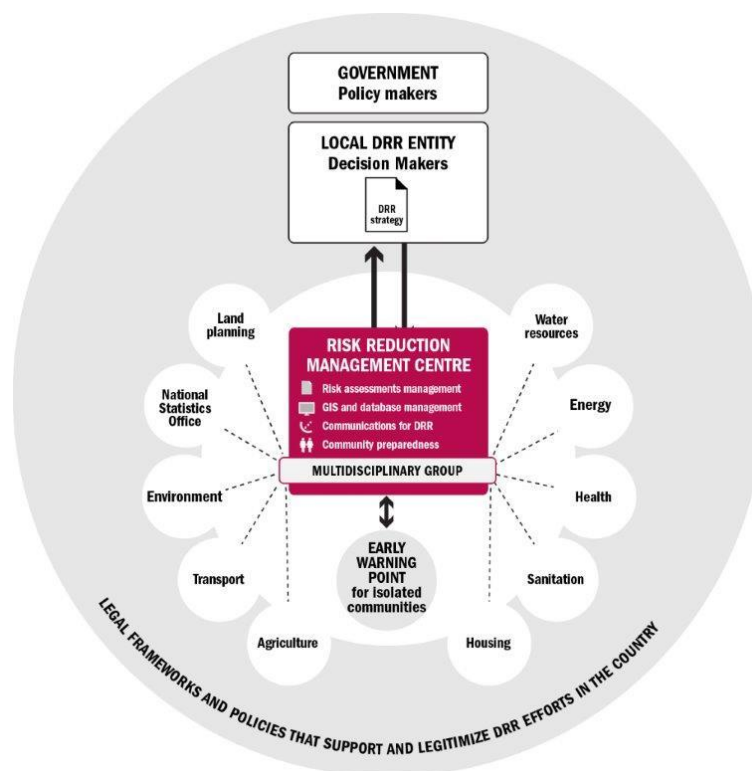 GOVERNMENT
Policy makers
LOCAL DRR ENTITY
Decision Makers
DRR
strategy
Land
planning
Water
resources
RISK REDUCTION
MANAGEMENT CENTRE
Risk assessments management
GIS and database management
Communications for DRR
Community preparedness
MULTIDISCIPLINARY GROUP
National
Statistics
Office
Energy
Environment
Health
EARLY
WARNING
POINT
for isolated
communities
Transport
Sanitation
Agriculture
Housing
LEGAL FRAMEWORKS AND POLICIES THAT SUPPORT AND LEGITIMIZE DRR EFFORTS IN THE COUNTRY